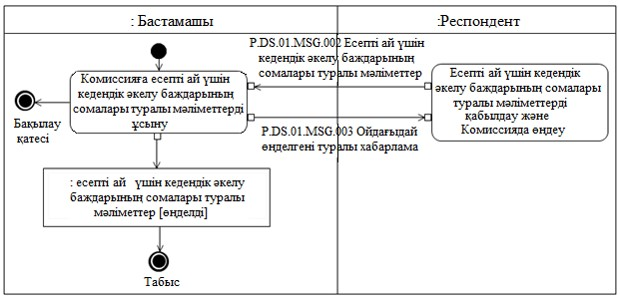 : Бастамашы
:Респондент
P.DS.01.MSG.002 Есепті ай үшін
кедендік әкелу баждарының
сомалары туралы мәліметтер
Комиссияға есепті ай үшін
кедендік әкелу баждарының
сомалары туралы мәліметтерді
ұсыну
Есепті ай үшін кедендік
әкелу баждарының сомалары
туралы мәліметтерді
қабылдау және
Комиссияда өңдеу
Бақылау
қатесі
P.DS.01.MSG.003 Ойдағыдай
өңделгені туралы хабарлама
: есепті ай үшін кедендік әкелу
баждарының сомалары туралы
мәліметтер [өңделді]
Табыс